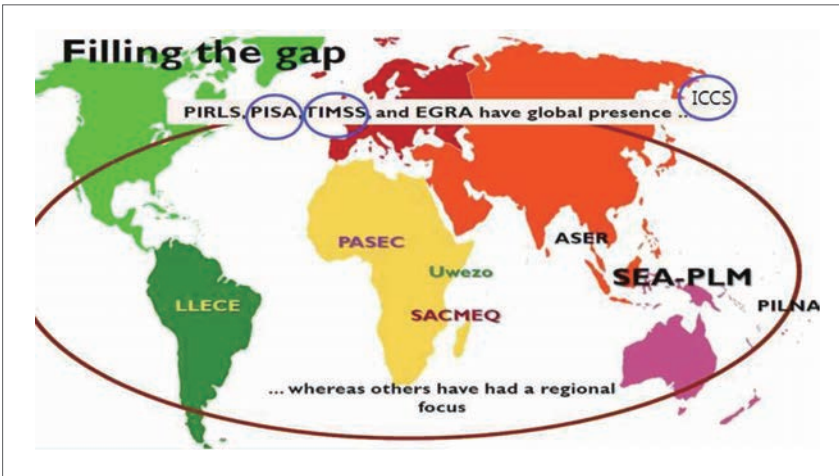 Filling the gap
ICCS
PIRLS, PISA, TIMSS, and EGRA have global presence ...
PASEC
ASER
Uwezo
SEA-PLM
LLECE
SACMEQ
PILNA
... whereas others have had a regional
focus